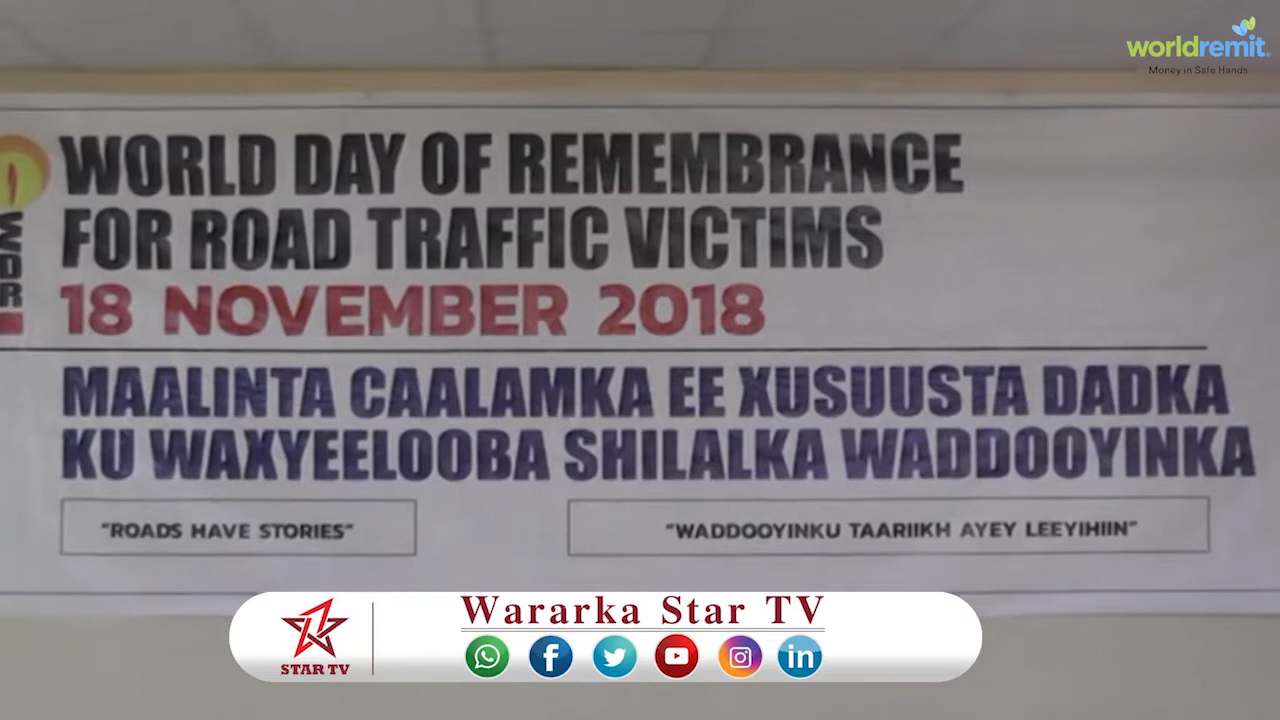 worldremit
Money in Safe Hands
WORLD DAY OF REMEMBRANCE
FOR ROAD TRAFFIC VICTIMS
18 NOVEMBER 2018
WDR
MAALINTA CAALAMKA EE XUSUUSTA DADKA
KU WAXYEELOOBA SHILALKA WADDOOYINKA
"ROADS HAVE STORIES"
"WADDOOYINKU TAARIIKH AYEY LEEYIHIIN"
Wararka Star TV
STAR TV